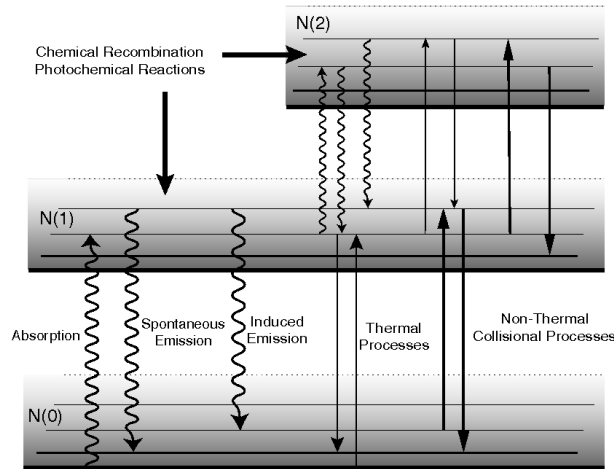 N(2)
Chemical Recombination
Photochemical Reactions
N(1)
Absorption
Spontaneous
Emission
Induced
Emission
Thermal
Processes
Non-Thermal
Collisional Processes
N(0)